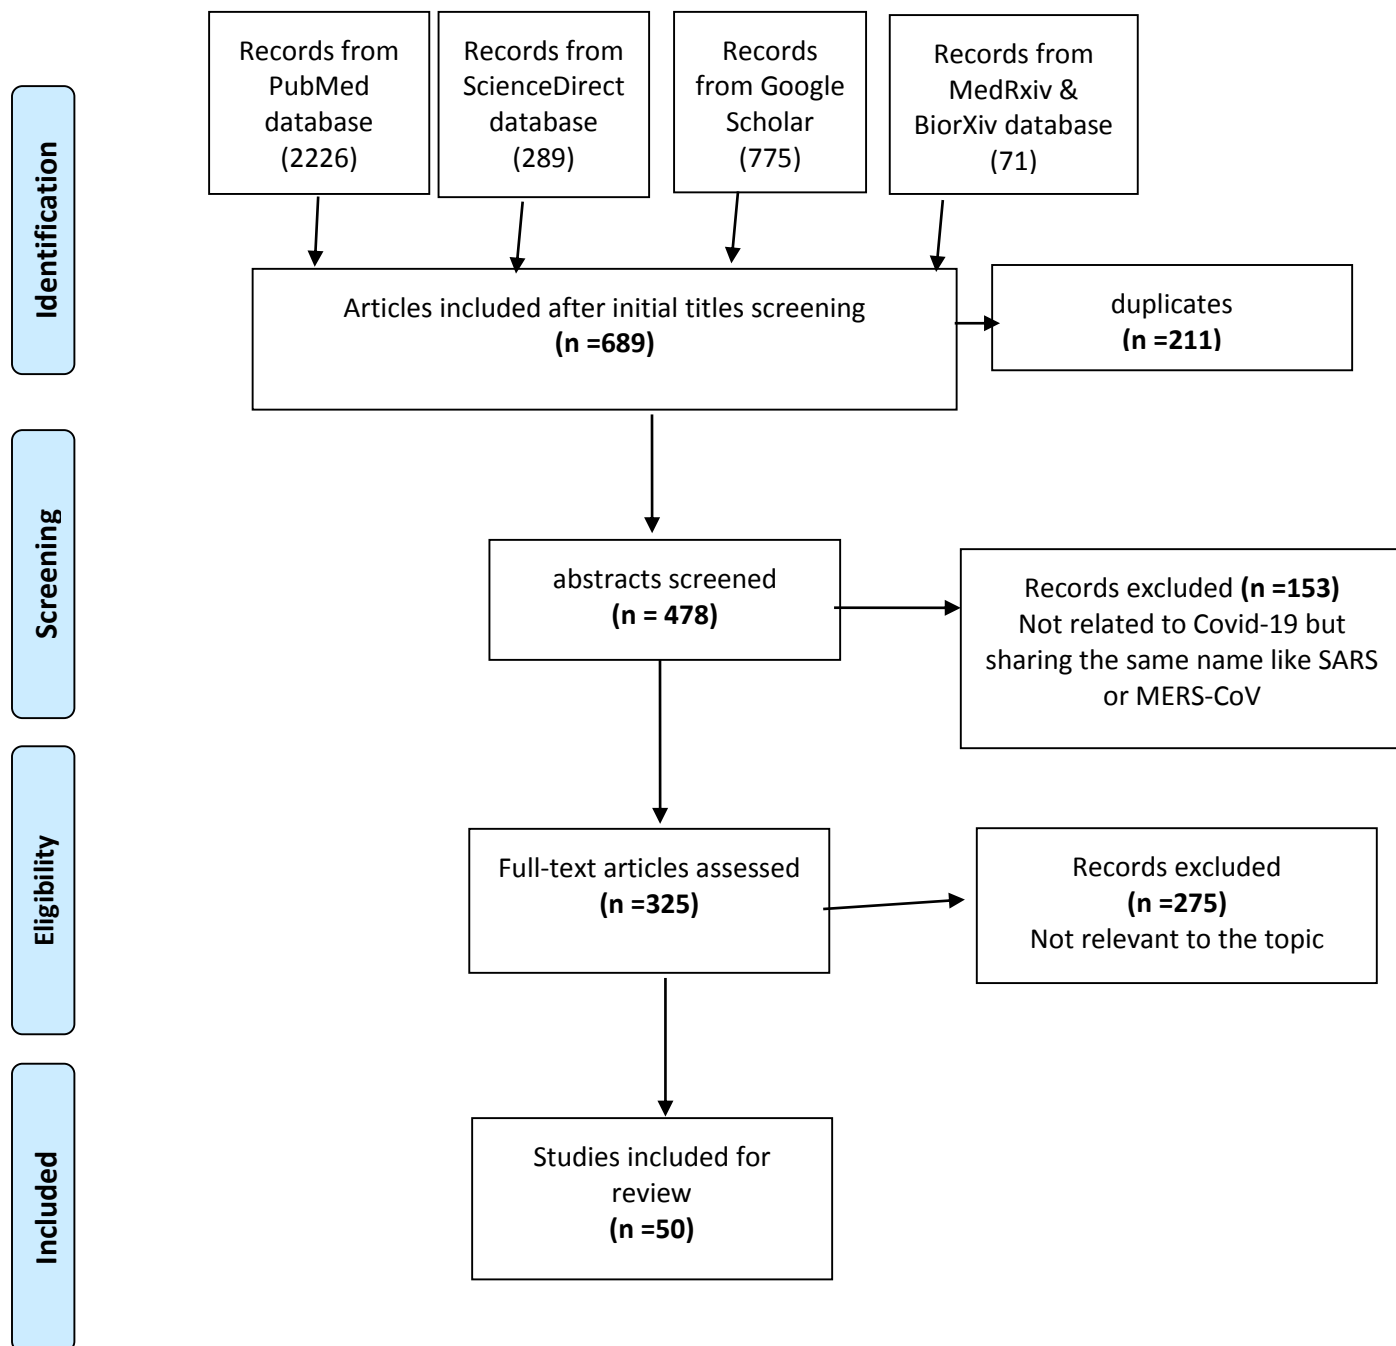 Identification
Records from
PubMed
database
(2226)
Records from
ScienceDirect
database
(289)
Records
from Google
Scholar
(775)
Records from
MedRxiv &
BiorXiv database
(71)
Articles included after initial titles screening
(n =689)
duplicates
(n =211)
Screening
abstracts screened
(n = 478)
Records excluded (n =153)
Not related to Covid-19 but
sharing the same name like SARS
or MERS-CoV
Eligibility
Full-text articles assessed
(n =325)
Records excluded
(n =275)
Not relevant to the topic
Included
Studies included for
review
(n =50)